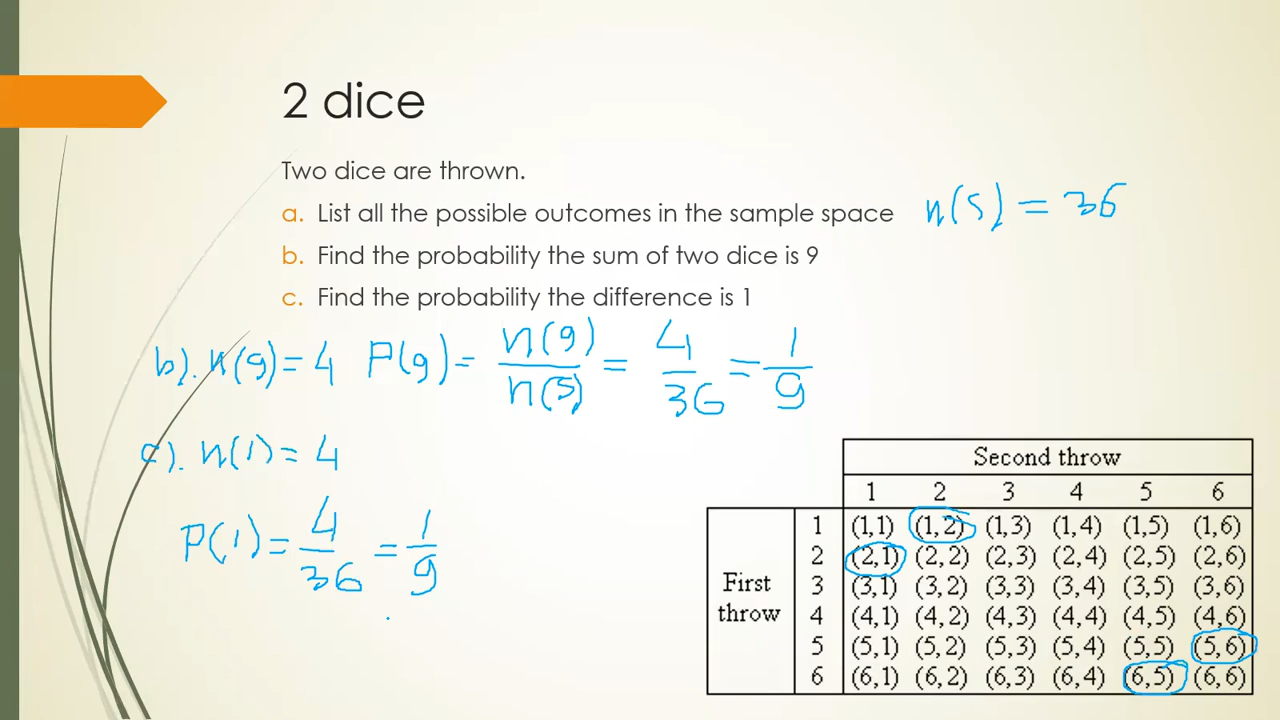 2 dice
Two dice are thrown.
a. List all the possible outcomes in the sample space n(S) = 36
b. Find the probability the sum of two dice is 9
c. Find the probability the difference is 1
b). n(9) = 4 P(9) = n(9)/n(S) = 4/36 = 1/9
c). n(1) = 4
P(1) = 4/36 = 1/9
Second throw
1 2 3 4 5 6
1 (1,1) (1,2) (1,3) (1,4) (1,5) (1,6)
2 (2,1) (2,2) (2,3) (2,4) (2,5) (2,6)
First throw
3 (3,1) (3,2) (3,3) (3,4) (3,5) (3,6)
4 (4,1) (4,2) (4,3) (4,4) (4,5) (4,6)
5 (5,1) (5,2) (5,3) (5,4) (5,5) (5,6)
6 (6,1) (6,2) (6,3) (6,4) (6,5) (6,6)